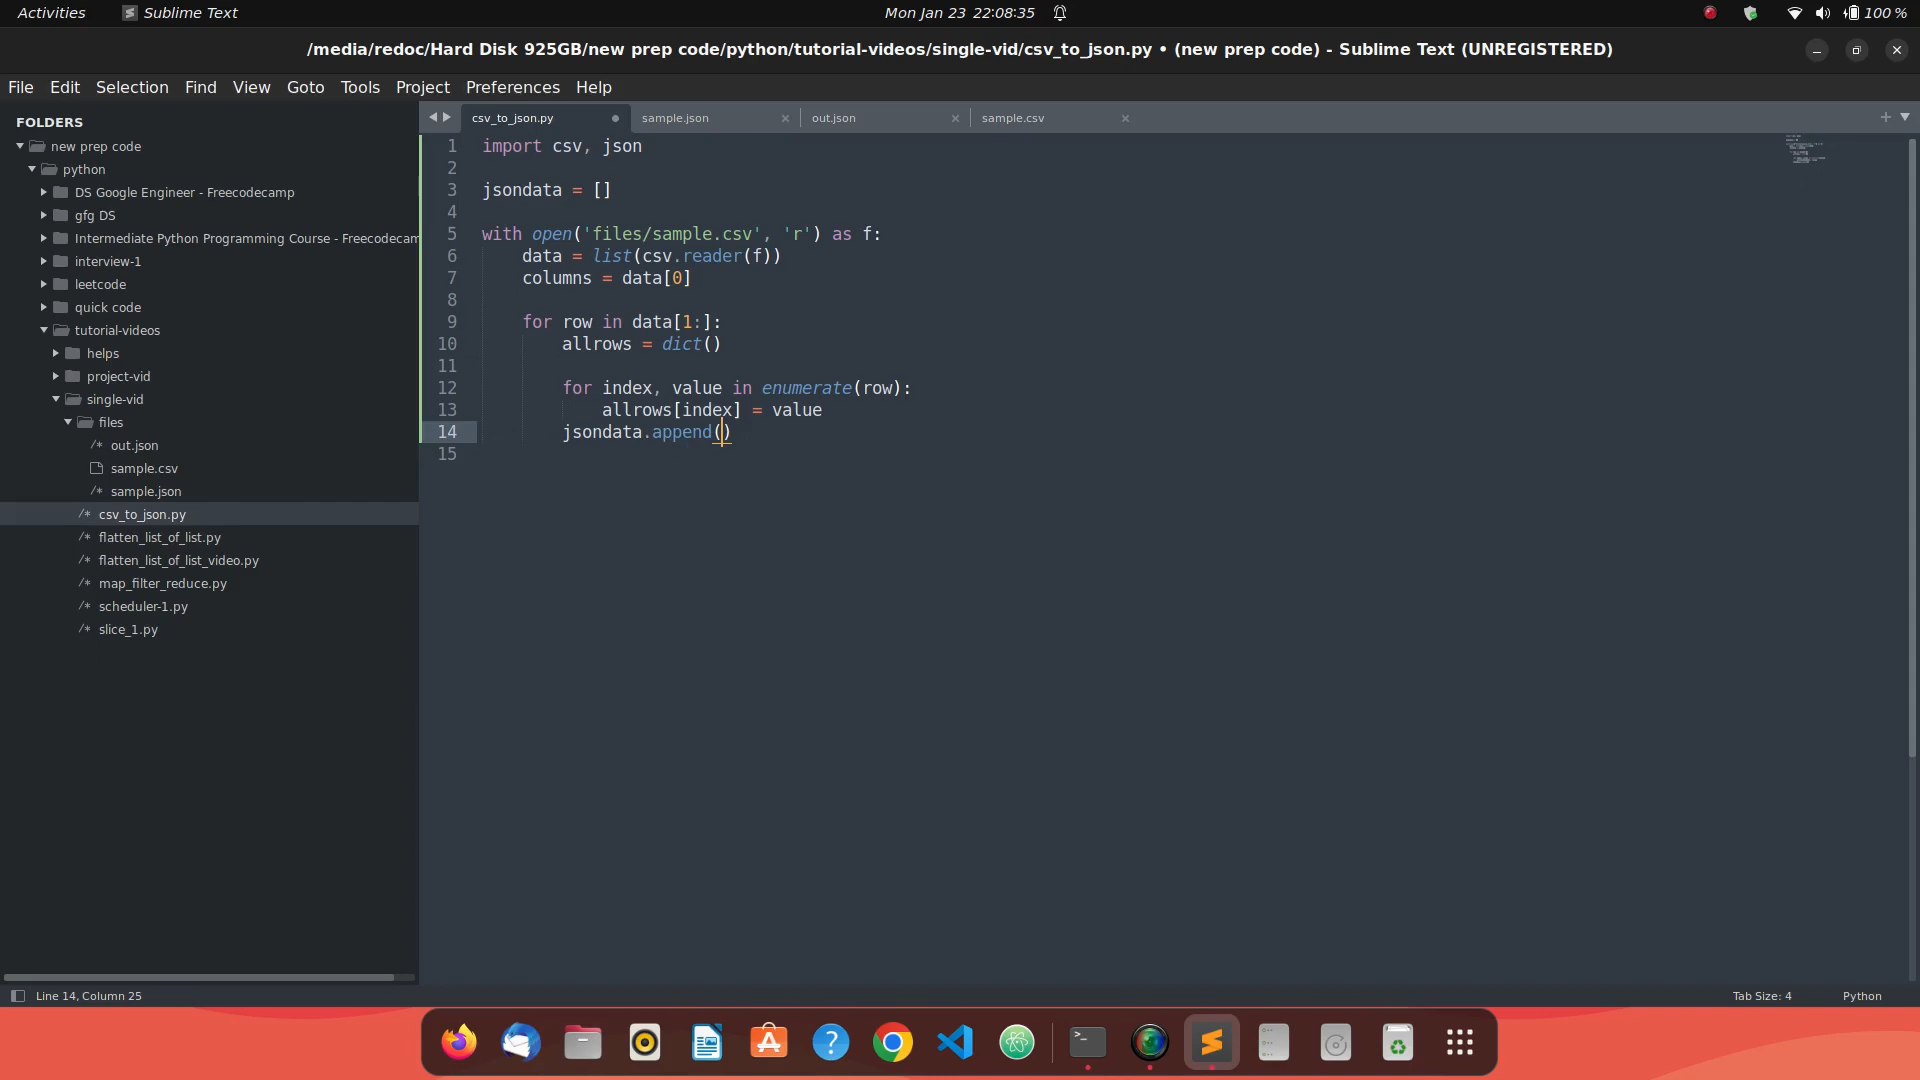 Activities Sublime Text Mon Jan 23 22:08:35 100 %
/media/redoc/Hard Disk 925GB/new prep code/python/tutorial-videos/single-vid/csv_to_json.py • (new prep code) - Sublime Text (UNREGISTERED)
File Edit Selection Find View Goto Tools Project Preferences Help
FOLDERS
new prep code
python
DS Google Engineer - Freecodecamp
gfg DS
Intermediate Python Programming Course - Freecodecam
interview-1
leetcode
quick code
tutorial-videos
helps
project-vid
single-vid
files
/* out.json
sample.csv
/* sample.json
/* csv_to_json.py
/* flatten_list_of_list.py
/* flatten_list_of_list_video.py
/* map_filter_reduce.py
/* scheduler-1.py
/* slice_1.py
csv_to_json.py sample.json out.json sample.csv
1 import csv, json
2
3 jsondata = []
4
5 with open('files/sample.csv', 'r') as f:
6 data = list(csv.reader(f))
7 columns = data[0]
8
9 for row in data[1:]:
10 allrows = dict()
11
12 for index, value in enumerate(row):
13 allrows[index] = value
14 jsondata.append()
15
Line 14, Column 25 Tab Size: 4 Python